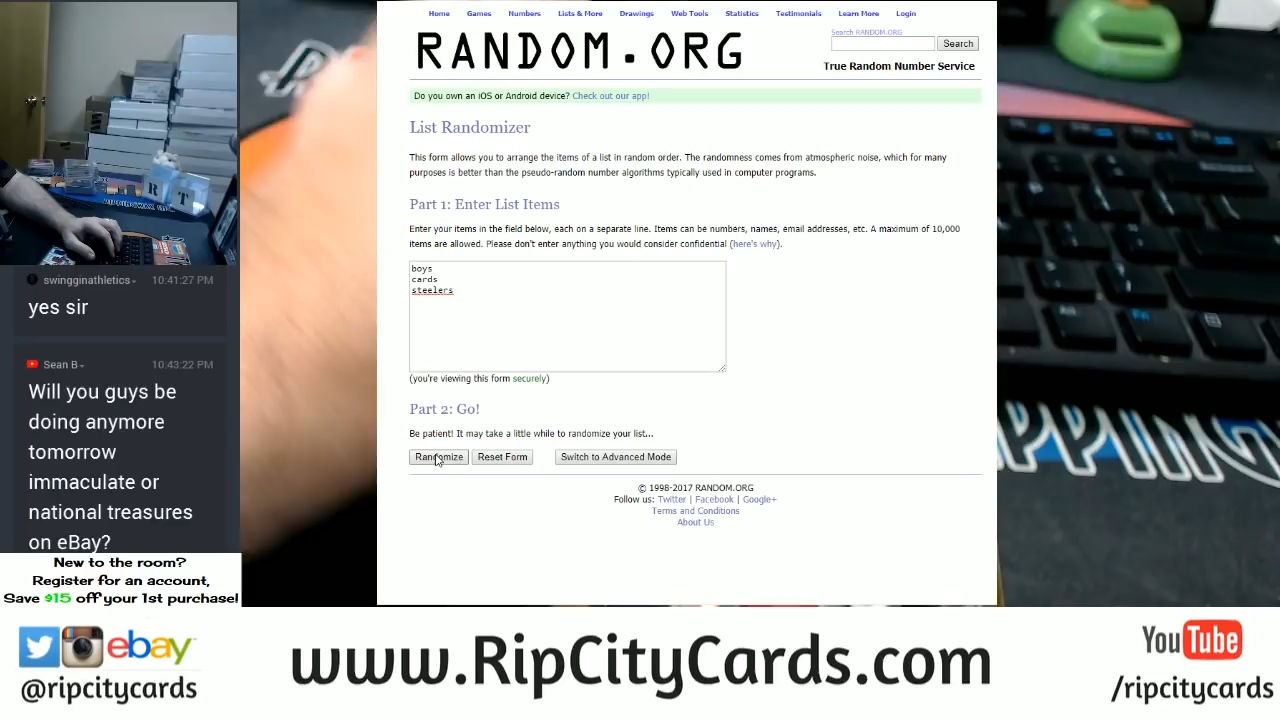 Home Games Numbers Lists & More Drawings Web Tools Statistics Testimonials Learn More Login
RANDOM.ORG
Search RANDOM.ORG
Search
True Random Number Service
Do you own an iOS or Android device? Check out our app!
List Randomizer
This form allows you to arrange the items of a list in random order. The randomness comes from atmospheric noise, which for many
purposes is better than the pseudo-random number algorithms typically used in computer programs.
Part 1: Enter List Items
Enter your items in the field below, each on a separate line. Items can be numbers, names, email addresses, etc. A maximum of 10,000
items are allowed. Please don't enter anything you would consider confidential (here's why).
boys
cards
steelers
(you're viewing this form securely)
Part 2: Go!
Be patient! It may take a little while to randomize your list...
Randomize Reset Form Switch to Advanced Mode
© 1998-2017 RANDOM.ORG
Follow us: Twitter | Facebook | Google+
Terms and Conditions
About Us
R T
swingginathletics 10:41:27 PM
yes sir
Sean B 10:43:22 PM
Will you guys be
doing anymore
tomorrow
immaculate or
national treasures
on eBay?
New to the room?
Register for an account,
Save $15 off your 1st purchase!
ebay
@ripcitycards
www.RipCityCards.com
YouTube
/ripcitycards